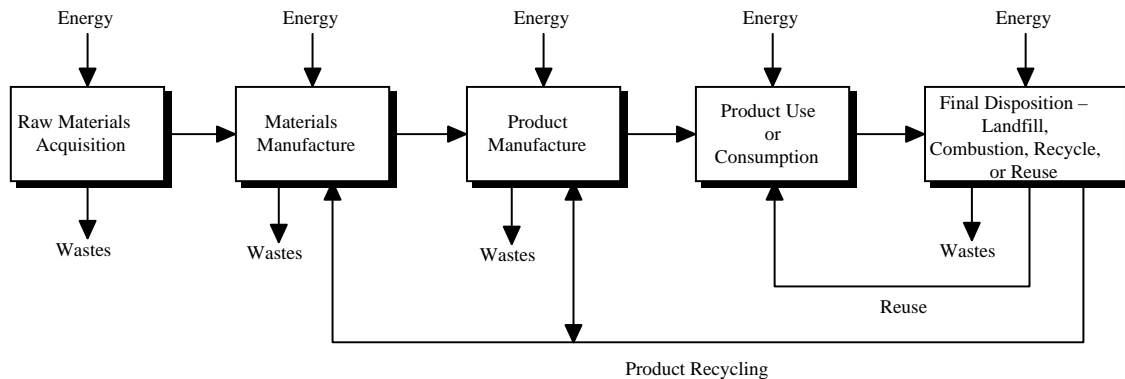 Energy
Energy
Energy
Energy
Energy
Raw Materials
Acquisition
Materials
Manufacture
Product
Manufacture
Product Use
or
Consumption
Final Disposition –
Landfill,
Combustion, Recycle,
or Reuse
Wastes
Wastes
Wastes
Wastes
Reuse
Product Recycling